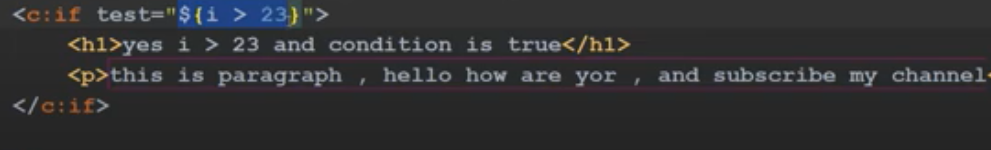 <c:if test="${i > 23}">
<h1>yes i > 23 and condition is true</h1>
<p>this is paragraph , hello how are yor , and subscribe my channel<
</c:if>